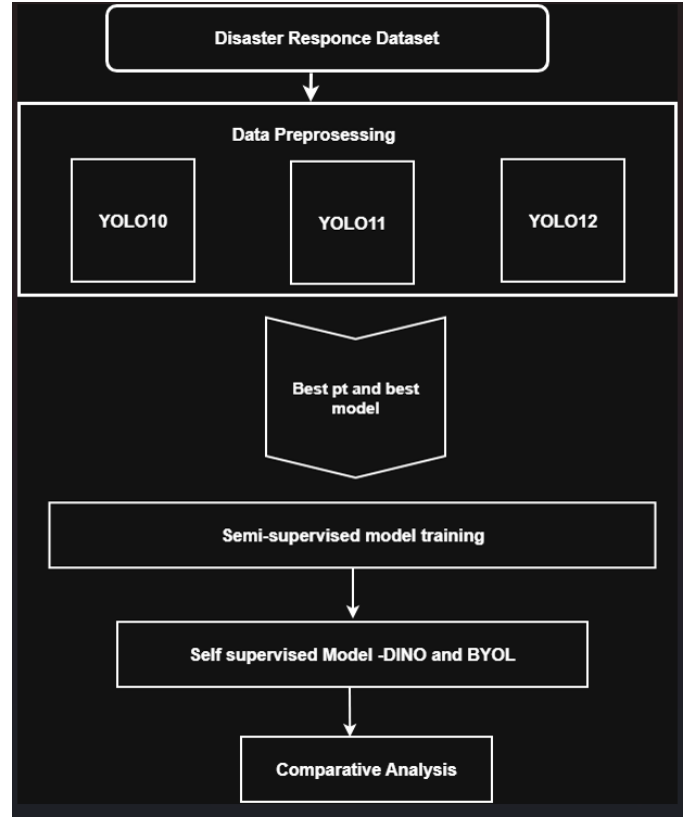 Disaster Responce Dataset
Data Preprosessing
YOLO10
YOLO11
YOLO12
Best pt and best
model
Semi-supervised model training
Self supervised Model -DINO and BYOL
Comparative Analysis